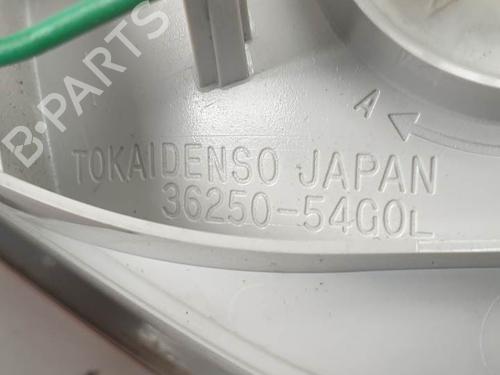 B-PARTS
A
TOKAIDENSO JAPAN
36250-54G0L